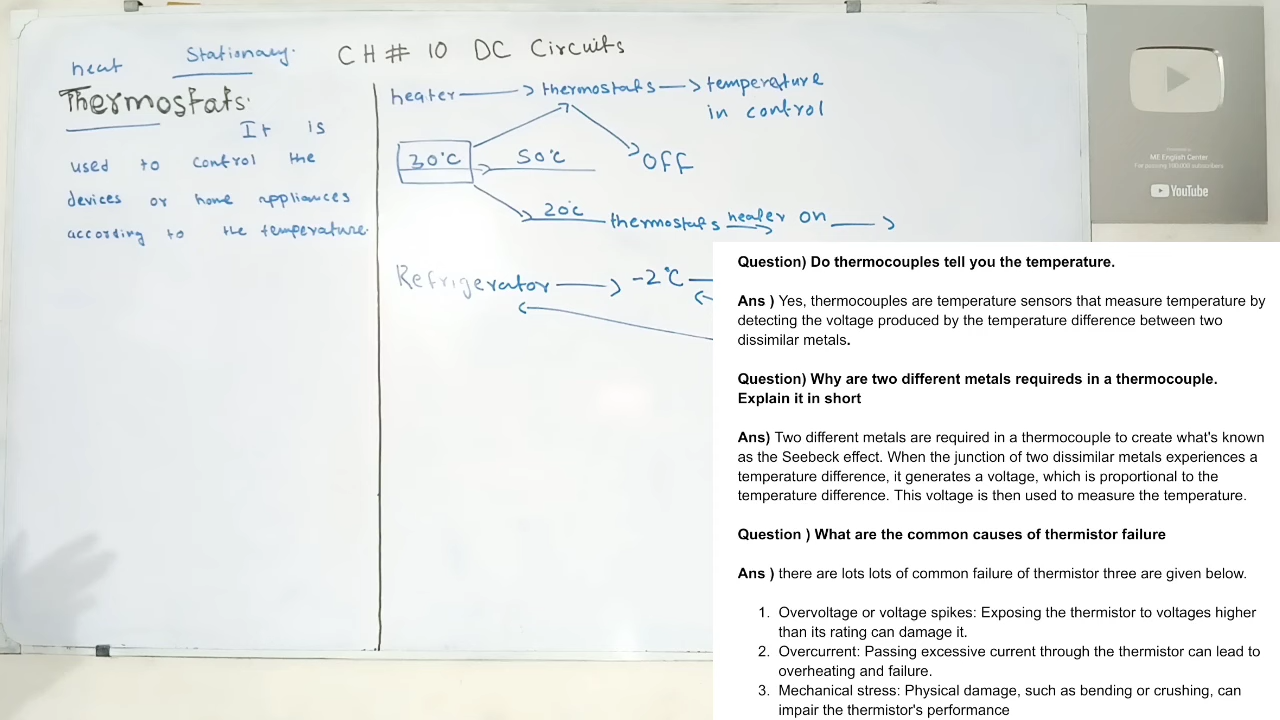 CH # 10 DC Circuits
heat Stationary.
Thermostats.
It is
used to control the
devices or home appliances
according to the temperature.
heater —> thermostats —> temperature
in control
30°C
50°C
OFF
20°C thermostats heater on —>
Refrigerator —> -2°C
Presented to
ME English Center
For passing 100,000 subscribers
YouTube
Question) Do thermocouples tell you the temperature.
Ans ) Yes, thermocouples are temperature sensors that measure temperature by
detecting the voltage produced by the temperature difference between two
dissimilar metals.
Question) Why are two different metals requireds in a thermocouple.
Explain it in short
Ans) Two different metals are required in a thermocouple to create what's known
as the Seebeck effect. When the junction of two dissimilar metals experiences a
temperature difference, it generates a voltage, which is proportional to the
temperature difference. This voltage is then used to measure the temperature.
Question ) What are the common causes of thermistor failure
Ans ) there are lots lots of common failure of thermistor three are given below.
1. Overvoltage or voltage spikes: Exposing the thermistor to voltages higher
than its rating can damage it.
2. Overcurrent: Passing excessive current through the thermistor can lead to
overheating and failure.
3. Mechanical stress: Physical damage, such as bending or crushing, can
impair the thermistor's performance